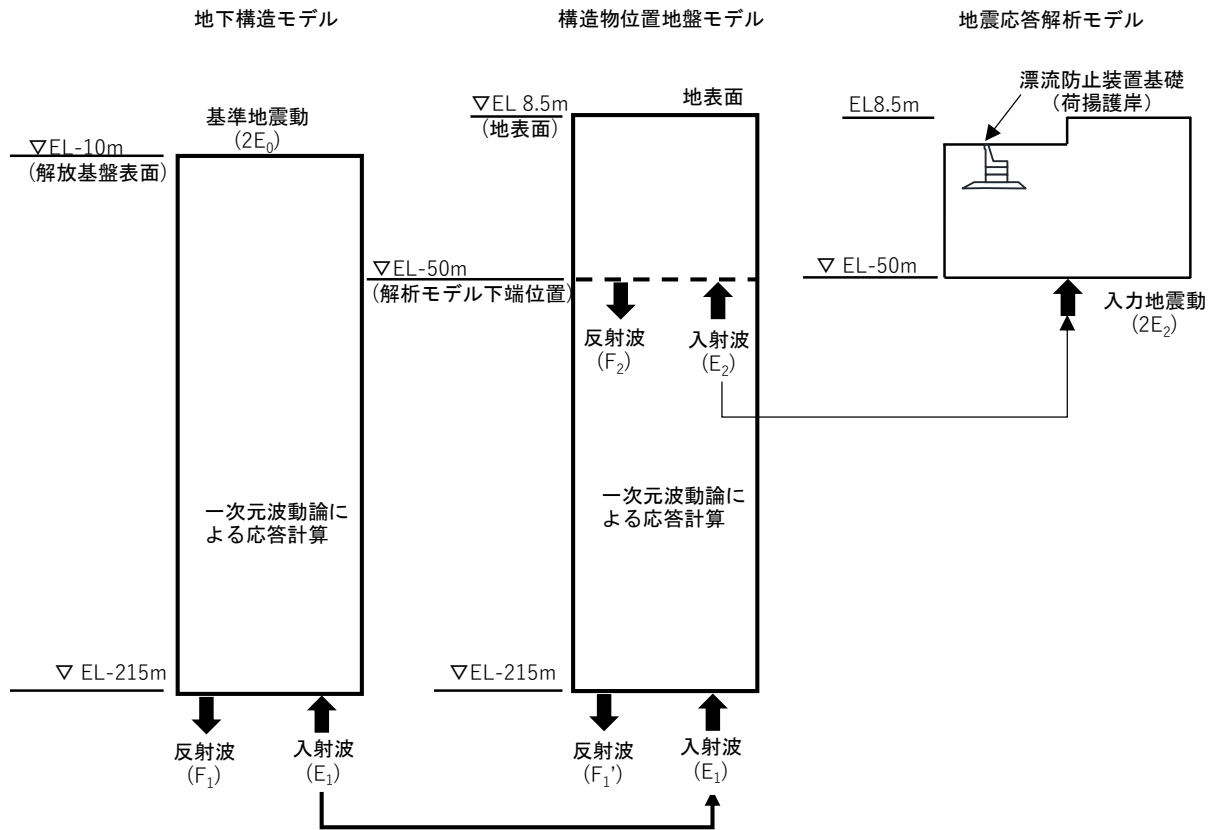 地下構造モデル
基準地震動
(2E₀)
▽EL-10m
(解放基盤表面)
一次元波動論に
よる応答計算
▽ EL-215m
反射波
(F₁)
入射波
(E₁)
構造物位置地盤モデル
▽EL 8.5m
(地表面)
地表面
▽EL-50m
(解析モデル下端位置)
反射波
(F₂)
入射波
(E₂)
一次元波動論に
よる応答計算
▽EL-215m
反射波
(F₁’)
入射波
(E₁)
地震応答解析モデル
漂流防止装置基礎
（荷揚護岸）
EL8.5m
▽ EL-50m
入力地震動
(2E₂)